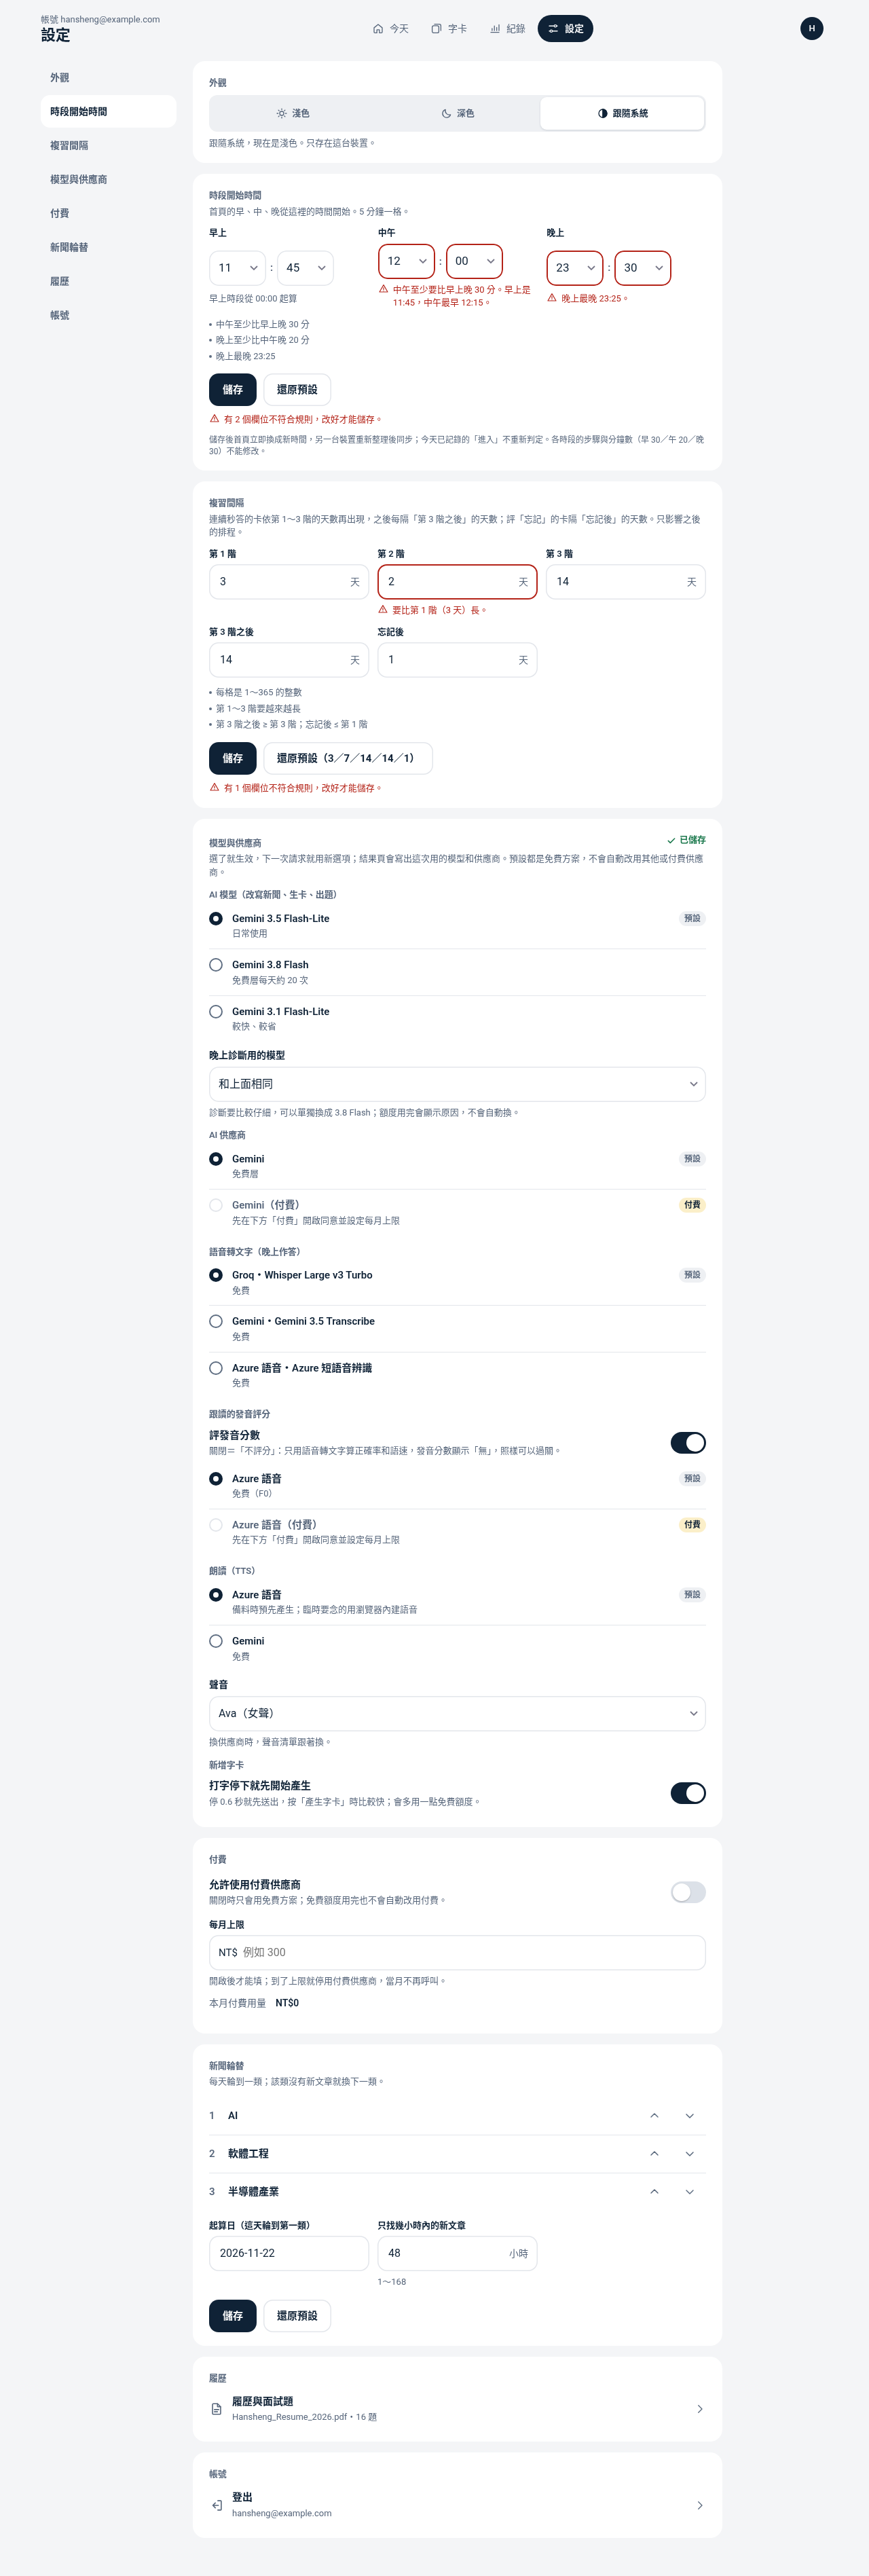 帳號 hansheng@example.com
設定
今天
字卡
紀錄
設定
H
外觀
時段開始時間
複習間隔
模型與供應商
付費
新聞輪替
履歷
帳號
外觀
淺色
深色
跟隨系統
跟隨系統，現在是淺色。只存在這台裝置。
時段開始時間
首頁的早、中、晚從這裡的時間開始。5 分鐘一格。
早上
中午
晚上
11 : 45
12 : 00
23 : 30
早上時段從 00:00 起算
中午至少要比早上晚 30 分。早上是
11:45，中午最早 12:15。
晚上最晚 23:25。
• 中午至少比早上晚 30 分
• 晚上至少比中午晚 20 分
• 晚上最晚 23:25
儲存
還原預設
有 2 個欄位不符合規則，改好才能儲存。
儲存後首頁立即換成新時間，另一台裝置重新整理後同步；今天已記錄的「進入」不重新判定。各時段的步驟與分鐘數（早 30／午 20／晚
30）不能修改。
複習間隔
連續秒答的卡依第 1～3 階的天數再出現，之後每隔「第 3 階之後」的天數；評「忘記」的卡隔「忘記後」的天數。只影響之後
的排程。
第 1 階
第 2 階
第 3 階
3 天
2 天
14 天
要比第 1 階（3 天）長。
第 3 階之後
忘記後
14 天
1 天
• 每格是 1～365 的整數
• 第 1～3 階要越來越長
• 第 3 階之後 ≥ 第 3 階；忘記後 ≤ 第 1 階
儲存
還原預設（3／7／14／14／1）
有 1 個欄位不符合規則，改好才能儲存。
模型與供應商
已儲存
選了就生效，下一次請求就用新選項；結果頁會寫出這次用的模型和供應商。預設都是免費方案，不會自動改用其他或付費供應
商。
AI 模型（改寫新聞、生卡、出題）
Gemini 3.5 Flash-Lite
預設
日常使用
Gemini 3.8 Flash
免費層每天約 20 次
Gemini 3.1 Flash-Lite
較快、較省
晚上診斷用的模型
和上面相同
診斷要比較仔細，可以單獨換成 3.8 Flash；額度用完會顯示原因，不會自動換。
AI 供應商
Gemini
預設
免費層
Gemini（付費）
付費
先在下方「付費」開啟同意並設定每月上限
語音轉文字（晚上作答）
Groq・Whisper Large v3 Turbo
預設
免費
Gemini・Gemini 3.5 Transcribe
免費
Azure 語音・Azure 短語音辨識
免費
跟讀的發音評分
評發音分數
關閉＝「不評分」：只用語音轉文字算正確率和語速，發音分數顯示「無」，照樣可以過關。
Azure 語音
預設
免費（F0）
Azure 語音（付費）
付費
先在下方「付費」開啟同意並設定每月上限
朗讀（TTS）
Azure 語音
預設
備料時預先產生；臨時要念的用瀏覽器內建語音
Gemini
免費
聲音
Ava（女聲）
換供應商時，聲音清單跟著換。
新增字卡
打字停下就先開始產生
停 0.6 秒就先送出，按「產生字卡」時比較快；會多用一點免費額度。
付費
允許使用付費供應商
關閉時只會用免費方案；免費額度用完也不會自動改用付費。
每月上限
NT$ 例如 300
開啟後才能填；到了上限就停用付費供應商，當月不再呼叫。
本月付費用量 NT$0
新聞輪替
每天輪到一類；該類沒有新文章就換下一類。
1 AI
2 軟體工程
3 半導體產業
起算日（這天輪到第一類）
只找幾小時內的新文章
2026-11-22
48 小時
1～168
儲存
還原預設
履歷
履歷與面試題
Hansheng_Resume_2026.pdf・16 題
帳號
登出
hansheng@example.com